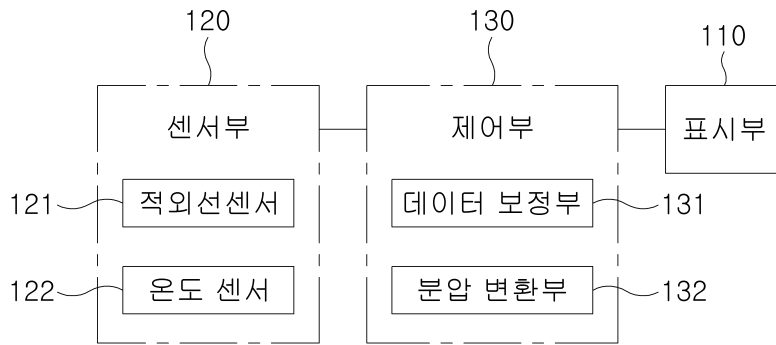 120
130
110
센서부
제어부
표시부
121
적외선센서
데이터 보정부
131
122
온도 센서
분압 변환부
132